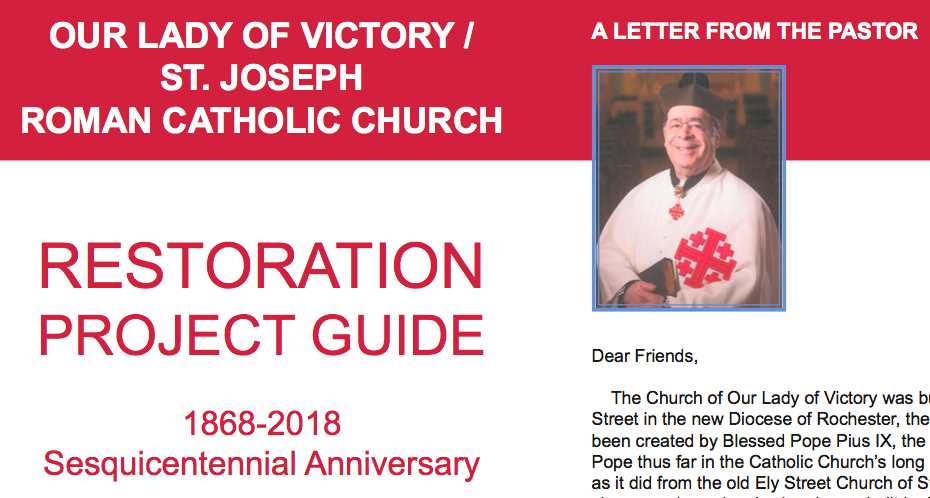 OUR LADY OF VICTORY /
ST. JOSEPH
ROMAN CATHOLIC CHURCH
RESTORATION
PROJECT GUIDE
1868-2018
Sesquicentennial Anniversary
A LETTER FROM THE PASTOR
Dear Friends,
The Church of Our Lady of Victory was
Street in the new Diocese of Rochester, the
been created by Blessed Pope Pius IX, the
Pope thus far in the Catholic Church’s long
as it did from the old Ely Street Church of